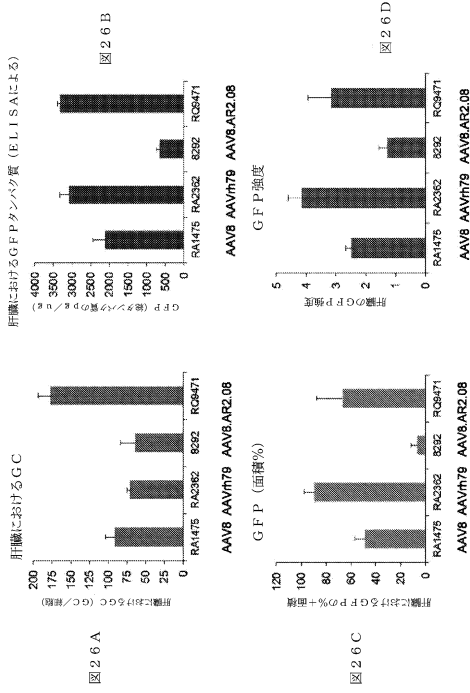 図26A
肝臓におけるGC
肝臓におけるGC(GC/細胞)
200
175
150
125
100
75
50
25
0
RA1475 RA2362 8292 RQ9471
AAV8 AAVrh79 AAV8.AR2.08
図26B
肝臓におけるGFPタンパク質(ELISAによる)
GFP(総タンパク質のpg/ug)
4000
3500
3000
2500
2000
1500
1000
500
0
RA1475 RA2362 8292 RQ9471
AAV8 AAVrh79 AAV8.AR2.08
図26C
GFP(面積%)
肝臓におけるGFPの%+面積
120
100
80
60
40
20
0
RA1475 RA2362 8292 RQ9471
AAV8 AAVrh79 AAV8.AR2.08
図26D
GFP強度
肝臓のGFP強度
5
4
3
2
1
0
RA1475 RA2362 8292 RQ9471
AAV8 AAVrh79 AAV8.AR2.08